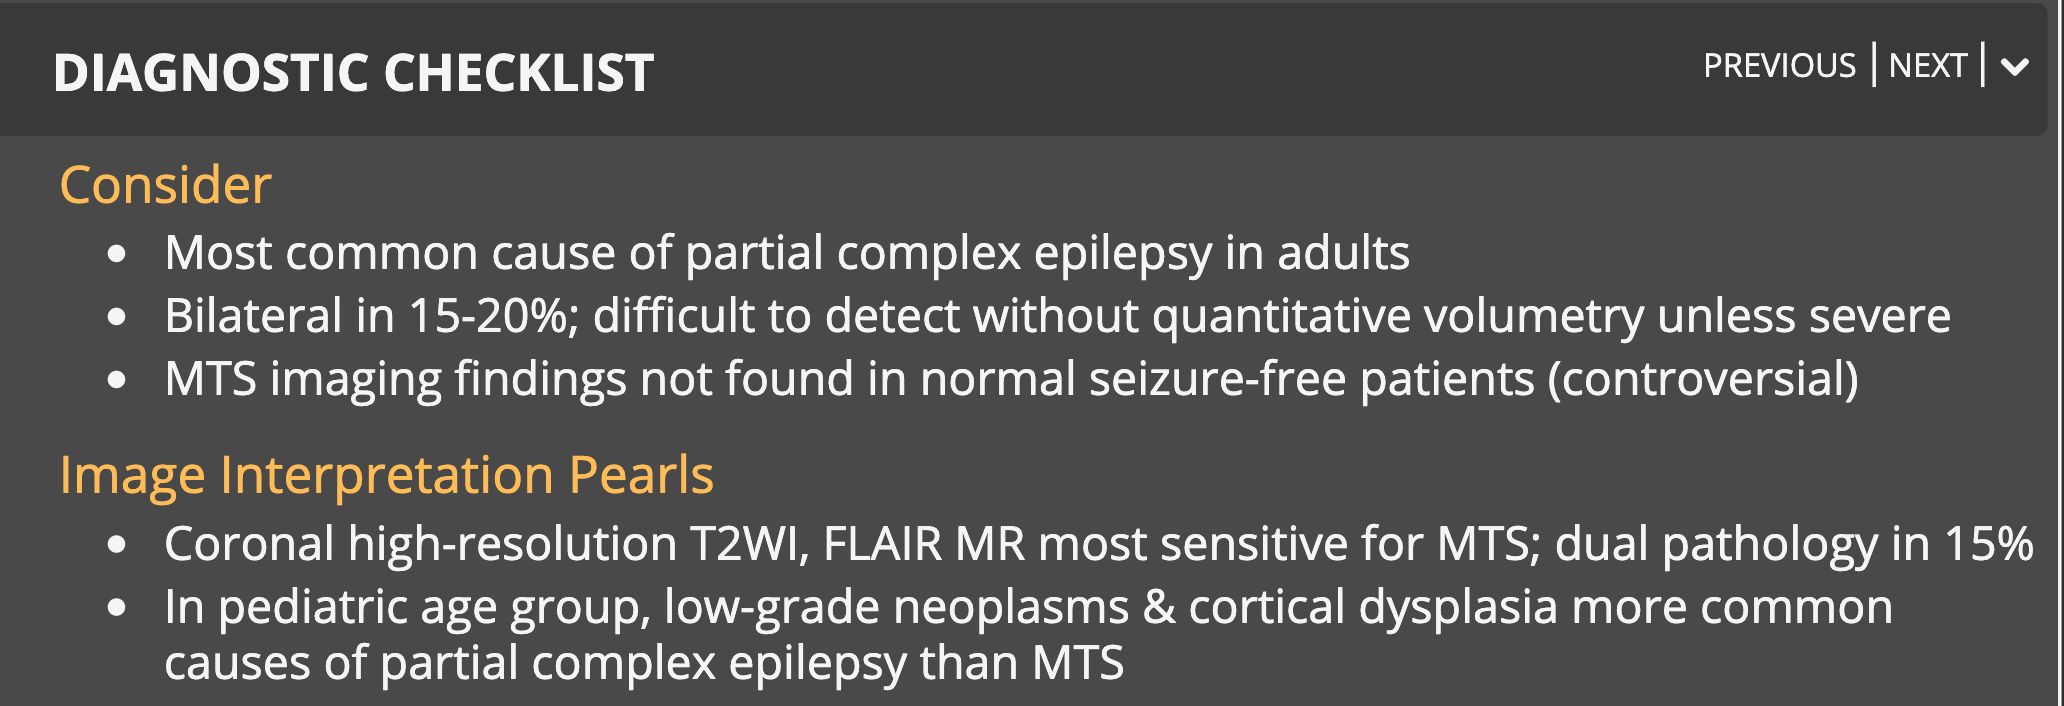 DIAGNOSTIC CHECKLIST
PREVIOUS | NEXT |
Consider
• Most common cause of partial complex epilepsy in adults
• Bilateral in 15-20%; difficult to detect without quantitative volumetry unless severe
• MTS imaging findings not found in normal seizure-free patients (controversial)
Image Interpretation Pearls
• Coronal high-resolution T2WI, FLAIR MR most sensitive for MTS; dual pathology in 15%
• In pediatric age group, low-grade neoplasms & cortical dysplasia more common
causes of partial complex epilepsy than MTS